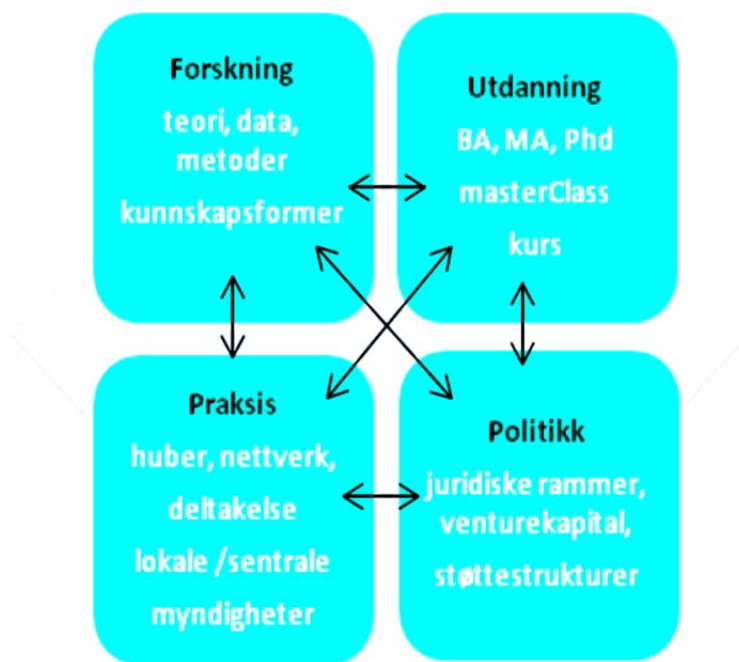 Forskning
teori, data,
metoder
kunnskapsformer
Utdanning
BA, MA, Phd
masterClass
kurs
Praksis
huber, nettverk,
deltakelse
lokale /sentrale
myndigheter
Politikk
juridiske rammer,
venturekapital,
støttestrukturer